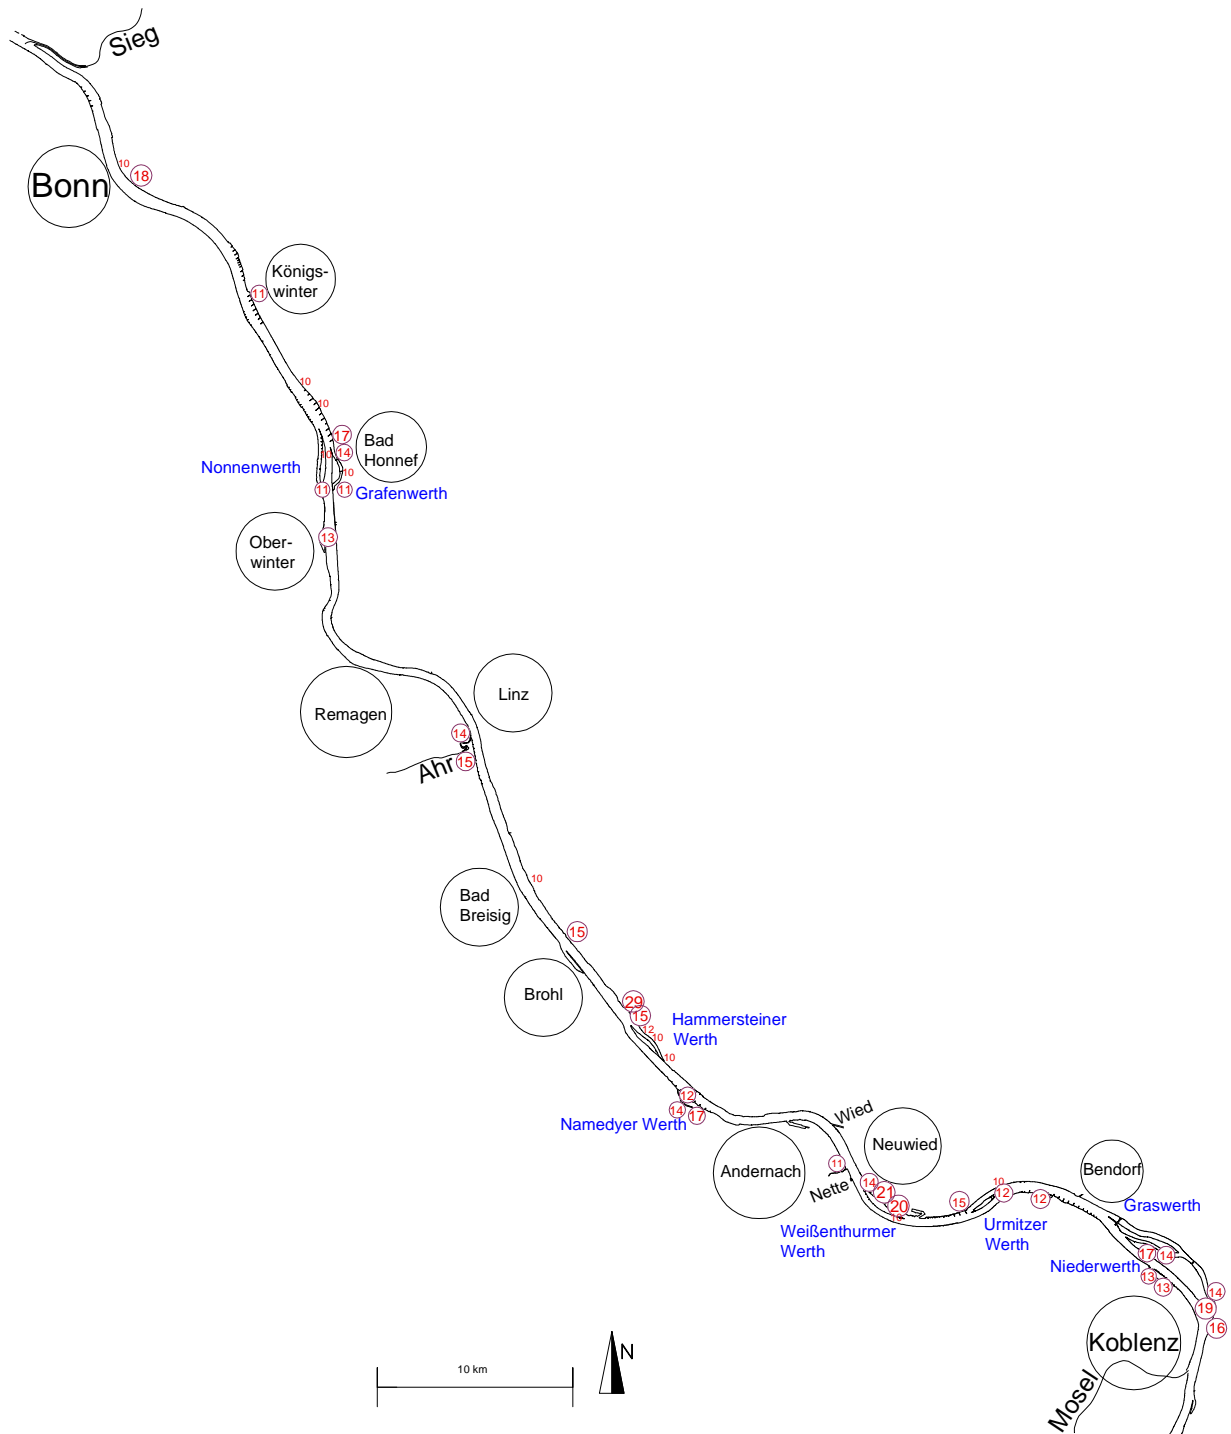 Sieg
10
18
Bonn
Königs-
winter
11
10
10
17
Bad
Honnef
14
10
10
Nonnenwerth
11
11
Grafenwerth
13
Ober-
winter
Linz
Remagen
14
15
Ahr
10
Bad
Breisig
15
Brohl
29
15
12
10
10
Hammersteiner
Werth
12
14
17
Namedyer Werth
Wied
Neuwied
Andernach
11
Nette
14
21
20
10
15
10
12
12
Bendorf
Graswerth
Weißenthurmer
Werth
Urmitzer
Werth
17
14
Niederwerth
13
13
14
19
16
Koblenz
Mosel
10 km
N